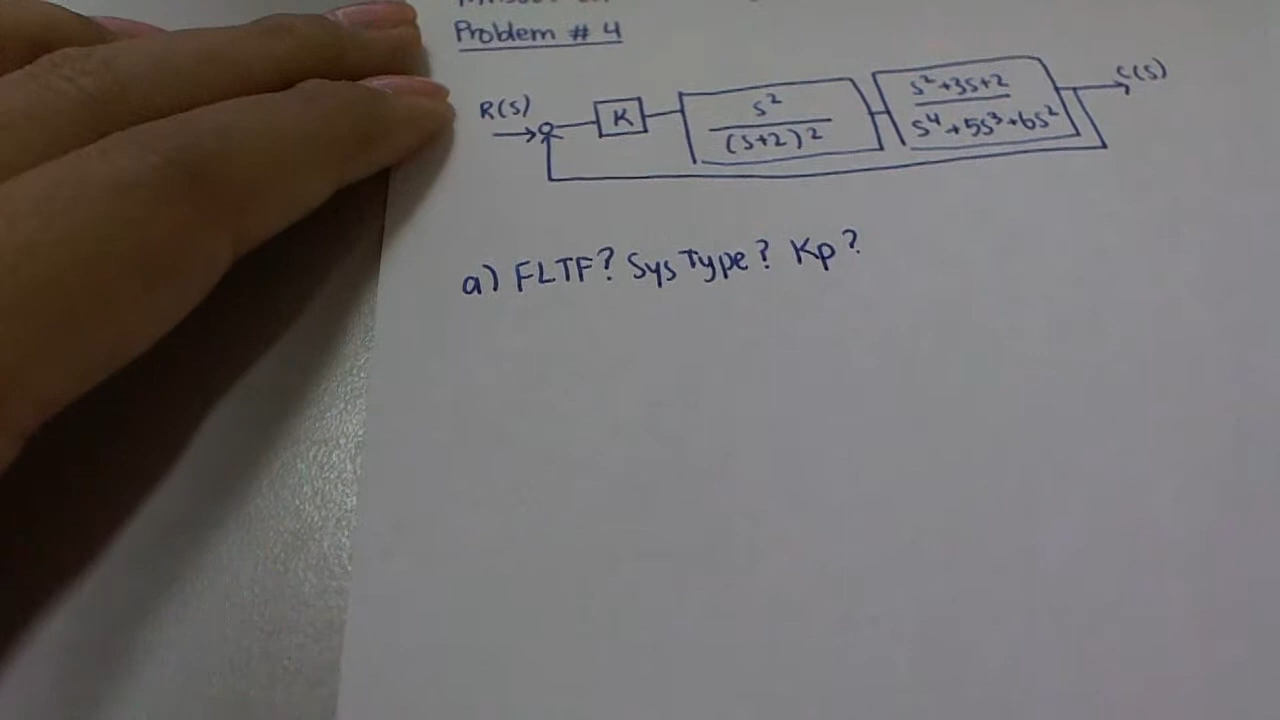 Problem # 4
R(s) K s² / (s+2)² s²+3s+2 / s⁴+5s³+6s² C(s)
a) FLTF? Sys Type? Kp?